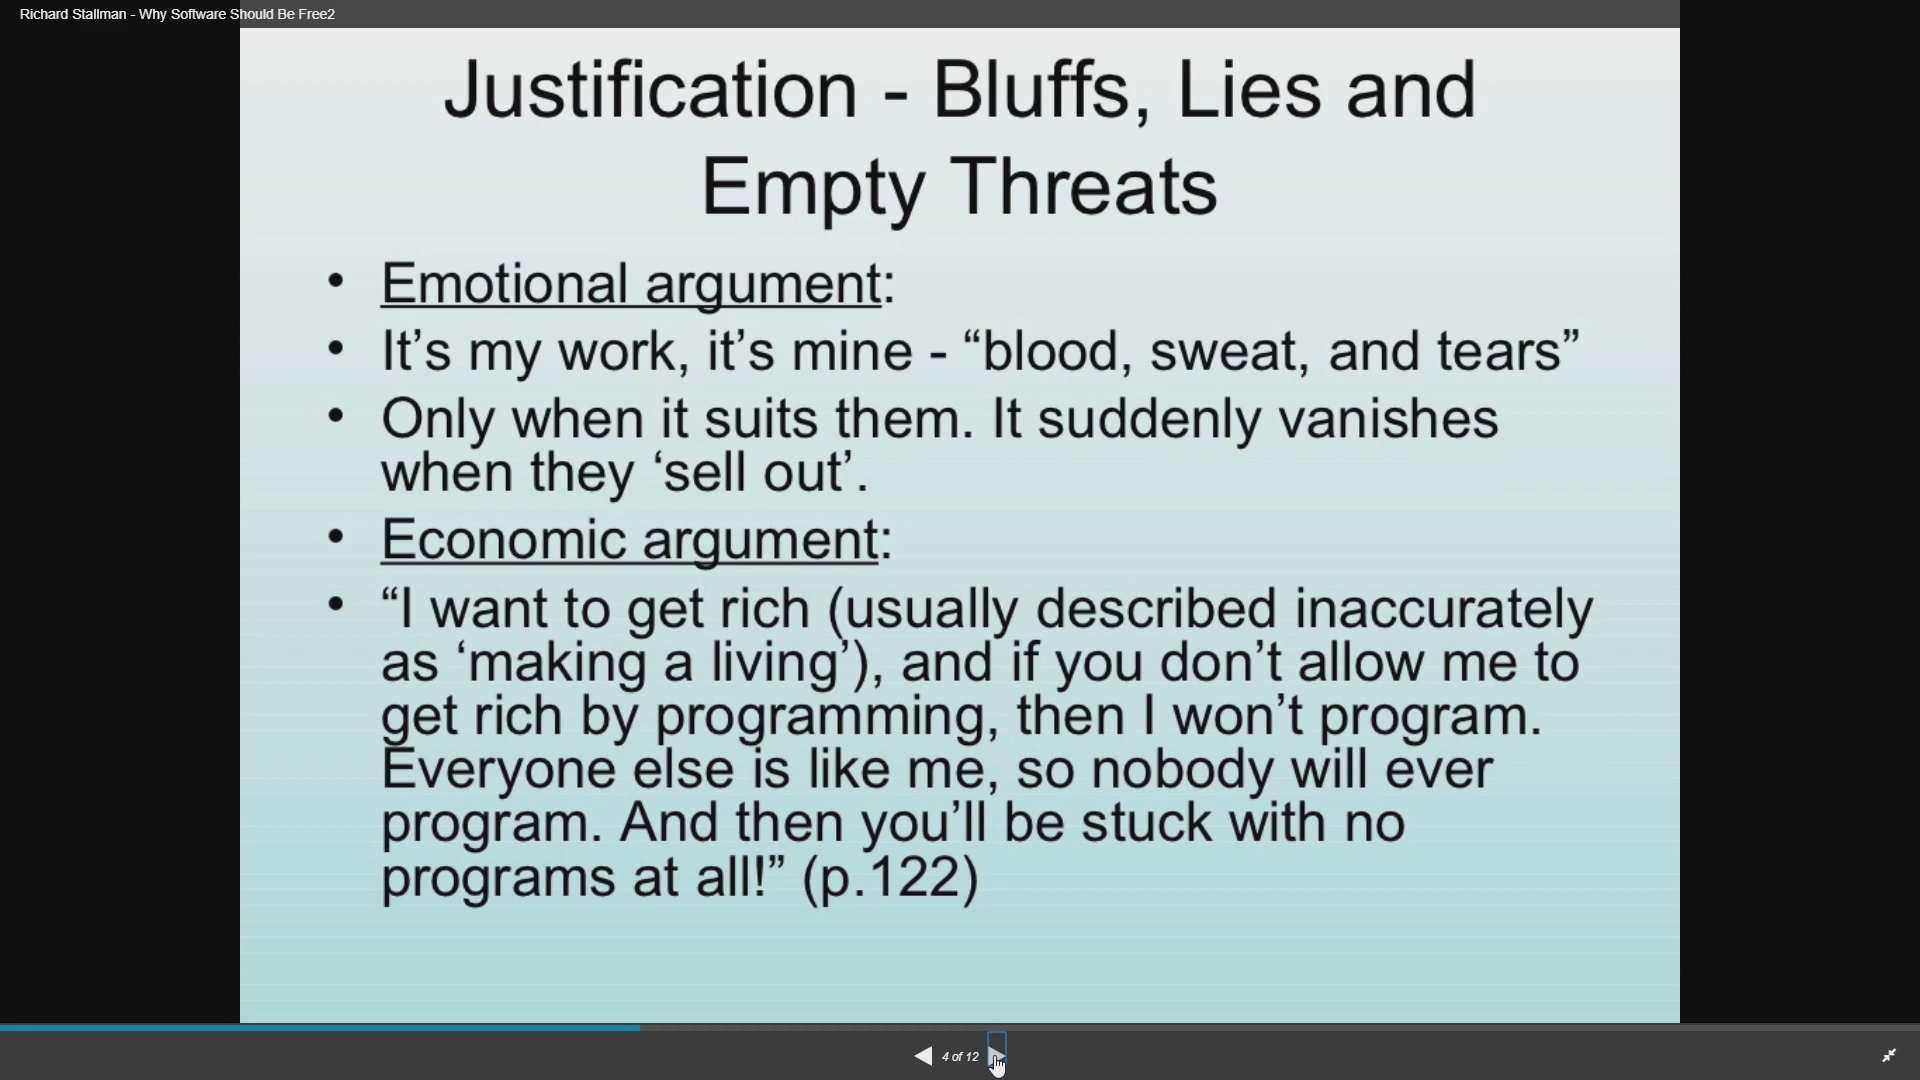 Richard Stallman - Why Software Should Be Free2
Justification - Bluffs, Lies and
Empty Threats
• Emotional argument:
• It’s my work, it’s mine - “blood, sweat, and tears”
• Only when it suits them. It suddenly vanishes
when they ‘sell out’.
• Economic argument:
• “I want to get rich (usually described inaccurately
as ‘making a living’), and if you don’t allow me to
get rich by programming, then I won’t program.
Everyone else is like me, so nobody will ever
program. And then you’ll be stuck with no
programs at all!” (p.122)
4 of 12